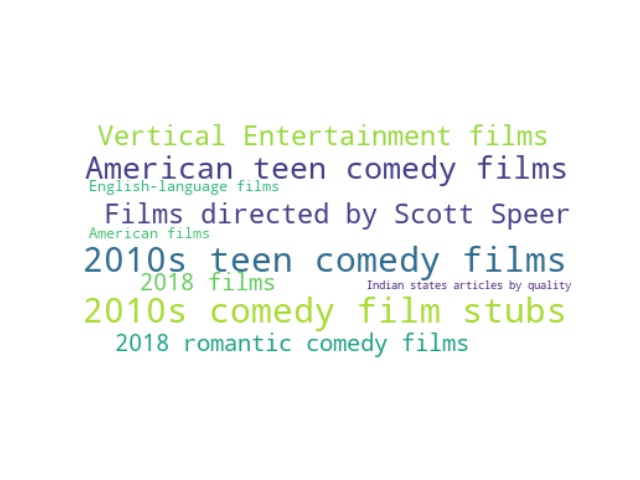 Vertical Entertainment films
American teen comedy films
English-language films
Films directed by Scott Speer
American films
2010s teen comedy films
2018 films
Indian states articles by quality
2010s comedy film stubs
2018 romantic comedy films